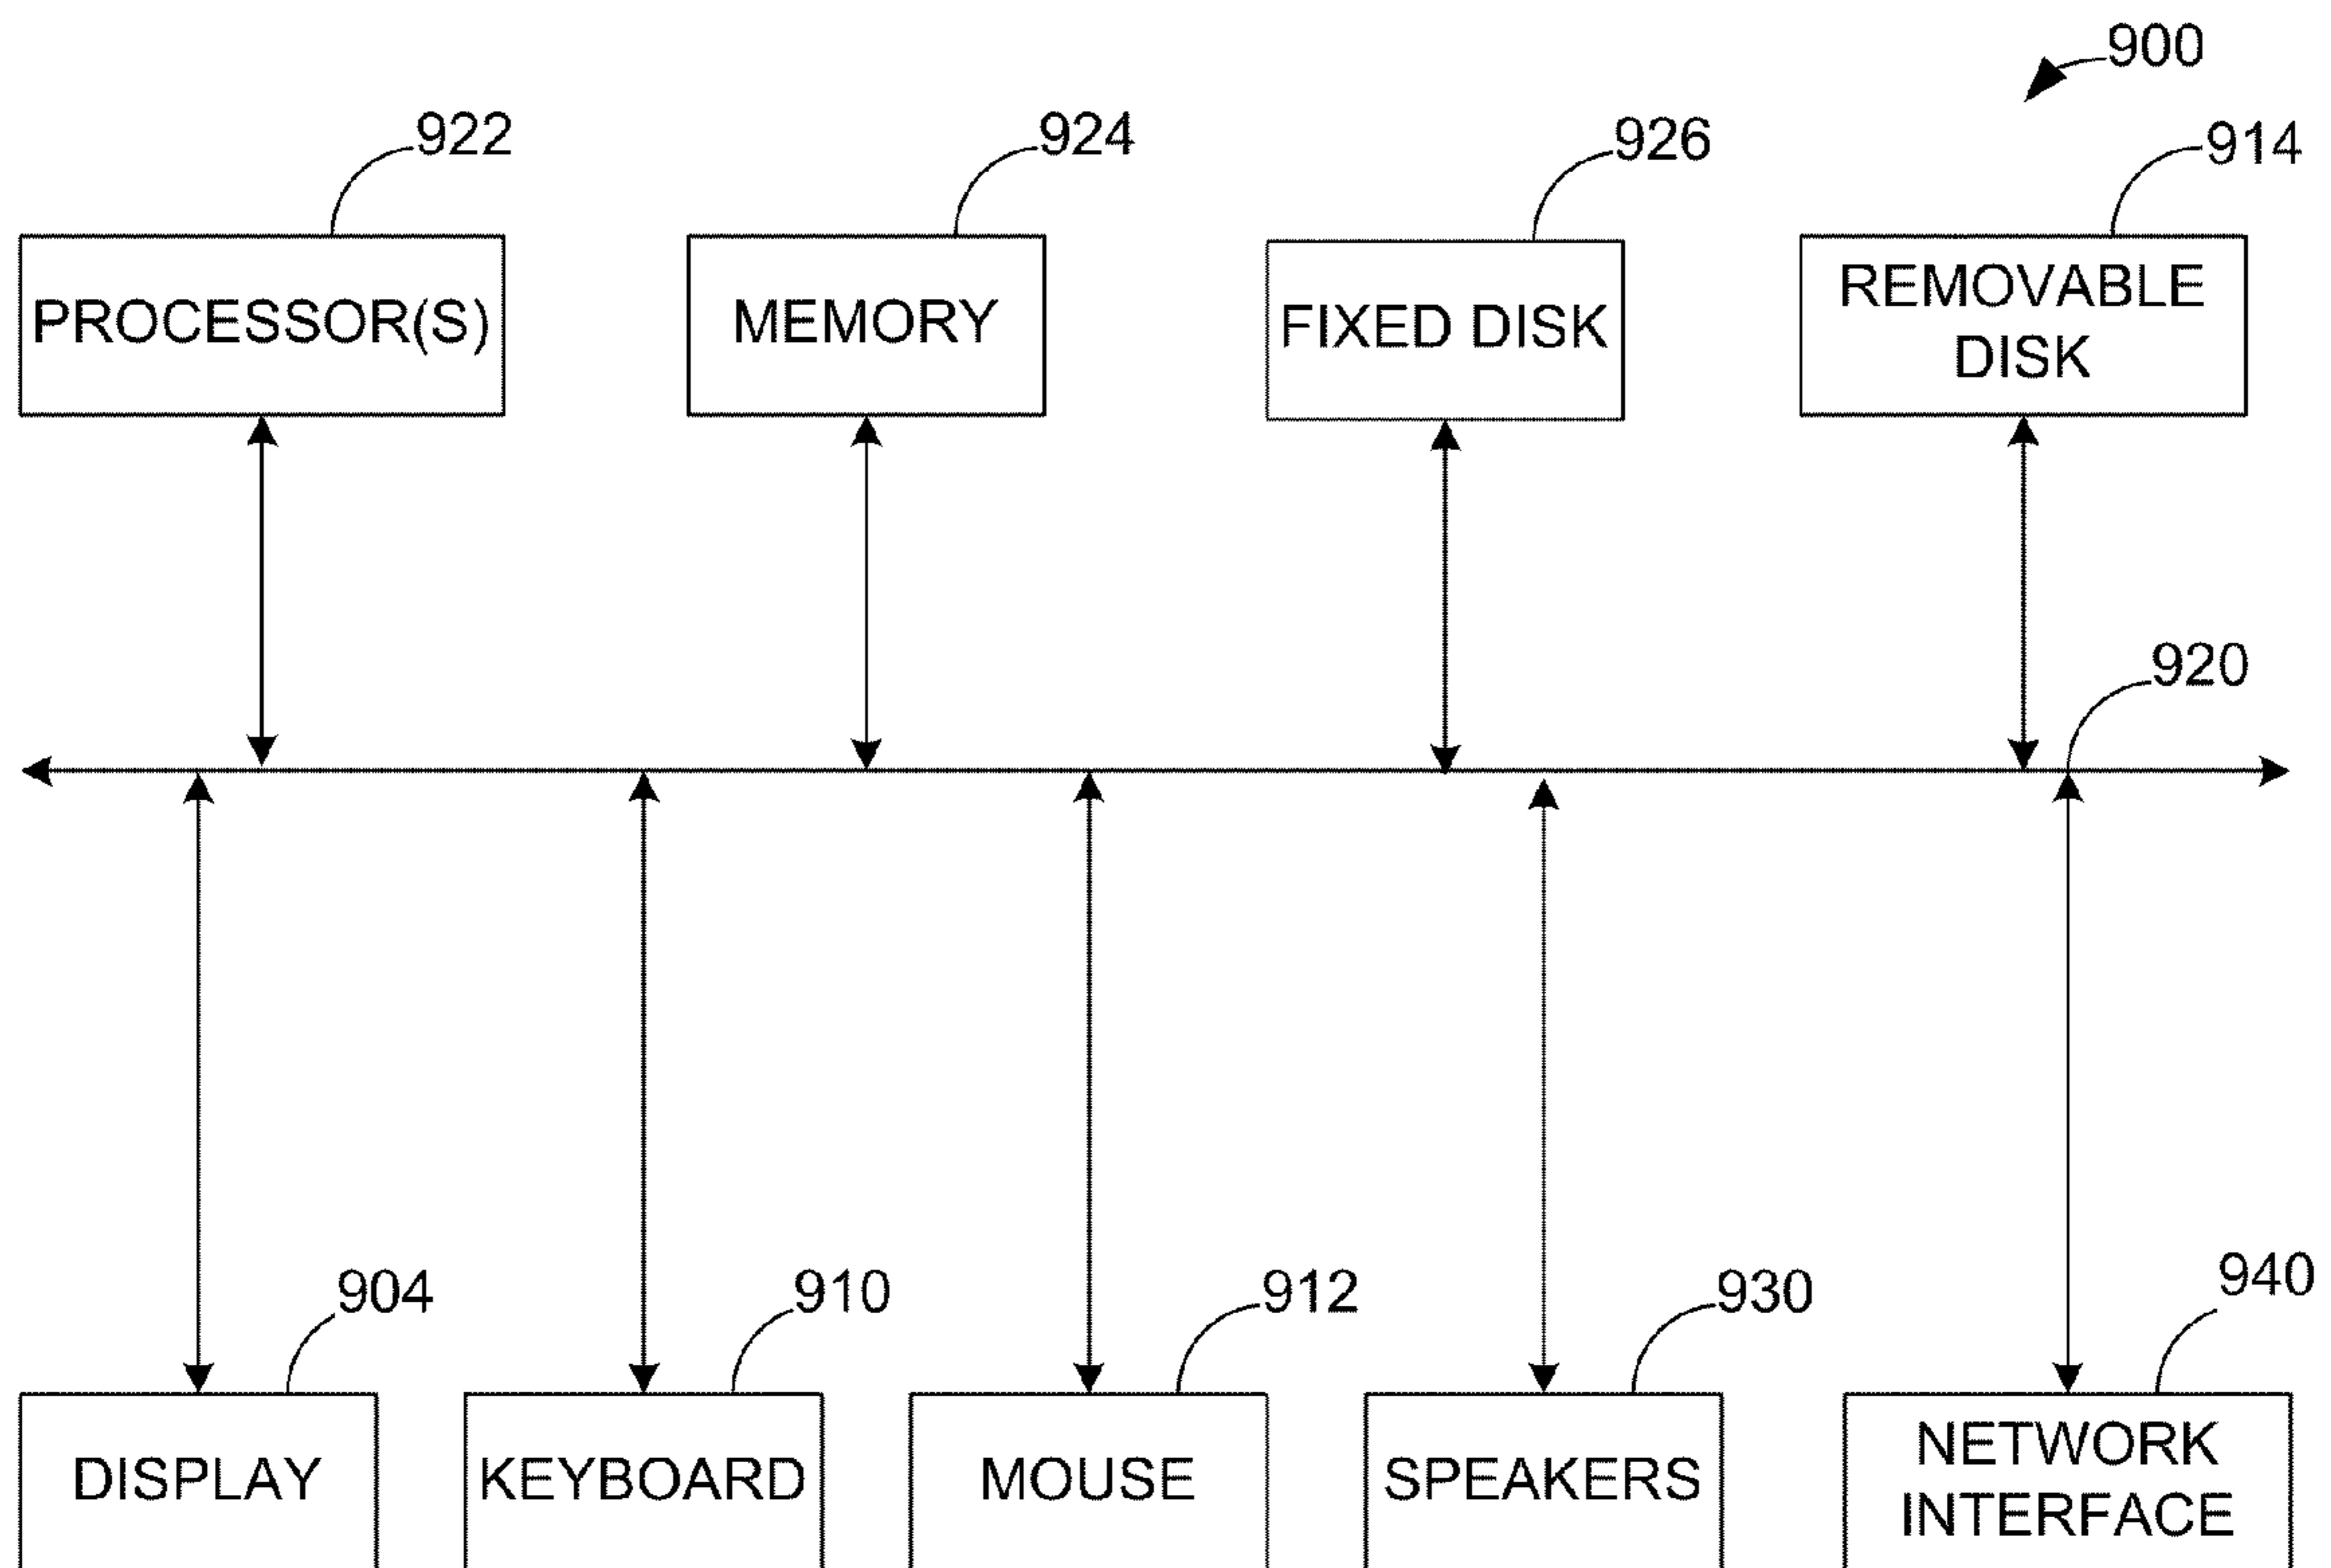 900
922
924
926
914
PROCESSOR(S)
MEMORY
FIXED DISK
REMOVABLE
DISK
920
904
910
912
930
940
DISPLAY
KEYBOARD
MOUSE
SPEAKERS
NETWORK
INTERFACE